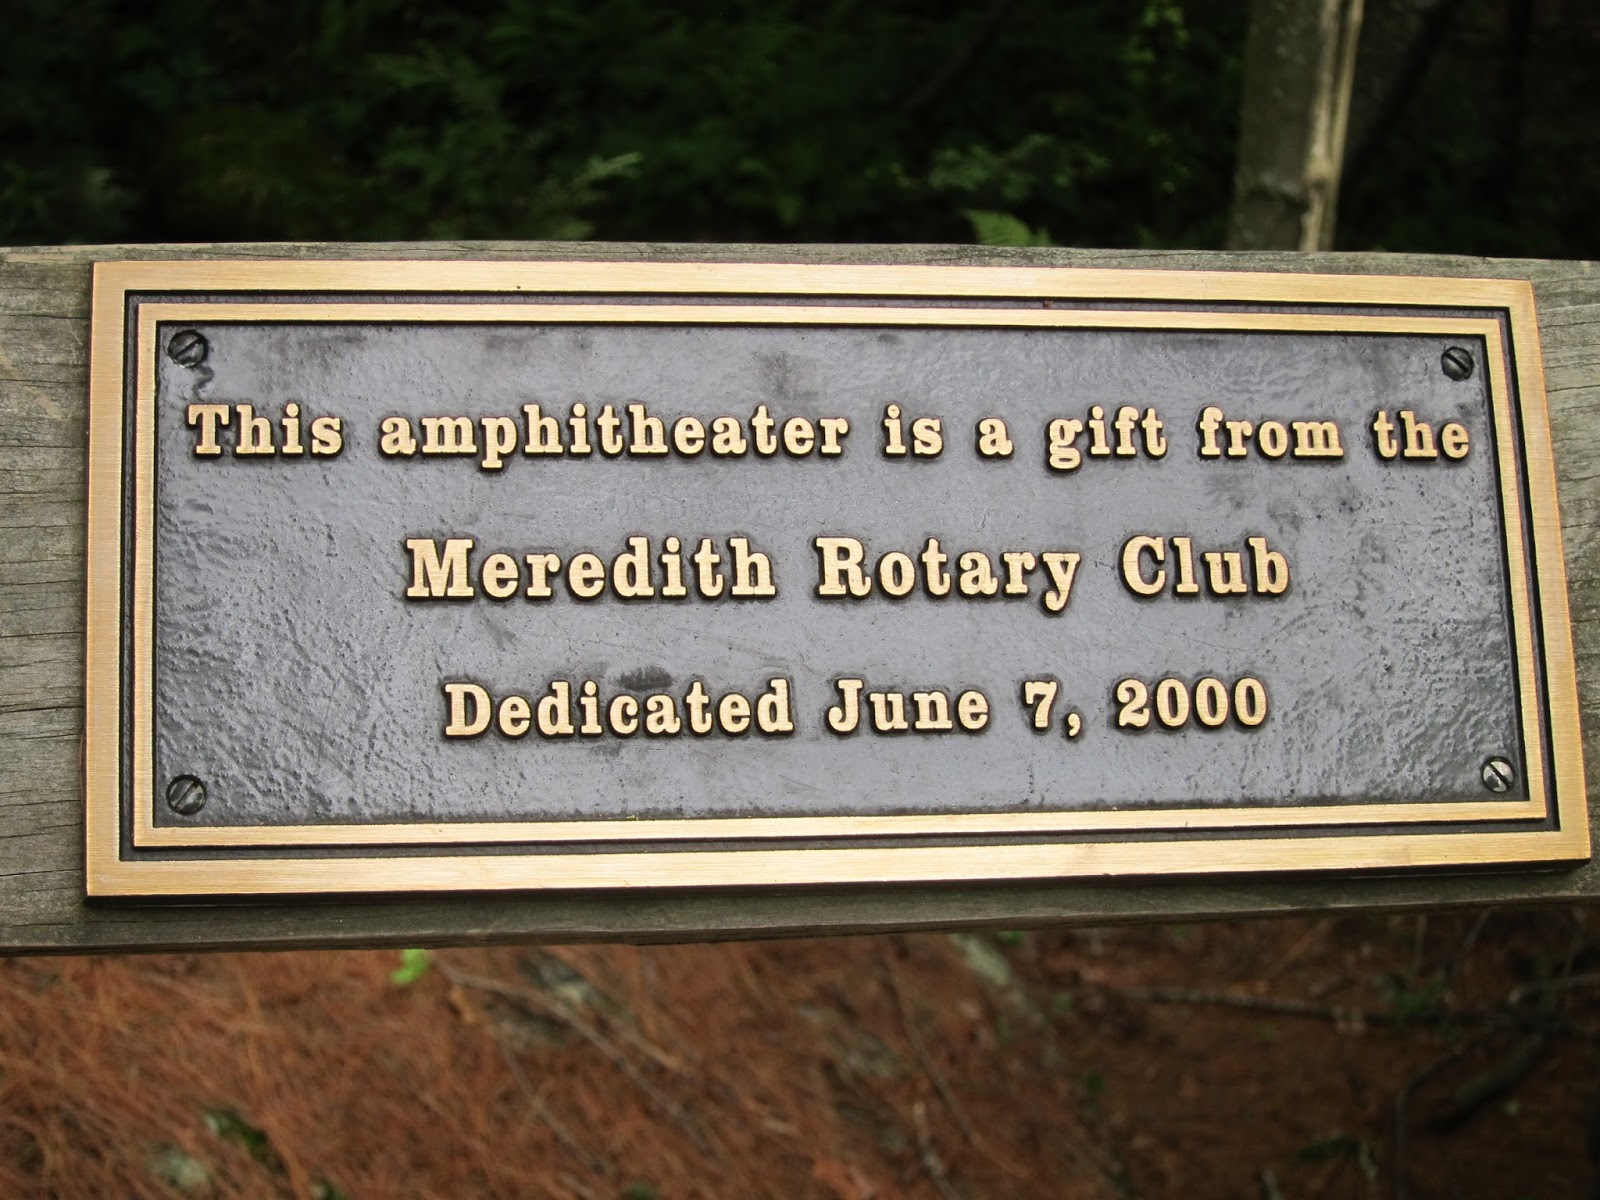 This amphitheater is a gift from the
Meredith Rotary Club
Dedicated June 7, 2000